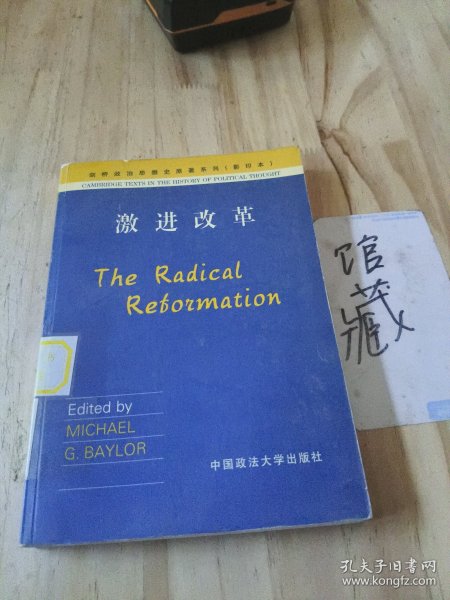 剑桥政治思想史原著系列(影印本)
CAMBRIDGE TEXTS IN THE HISTORY OF POLITICAL THOUGHT
激进改革
The Radical
Reformation
Edited by
MICHAEL
G. BAYLOR
中国政法大学出版社
馆
藏
孔夫子旧书网
www.kongfz.com